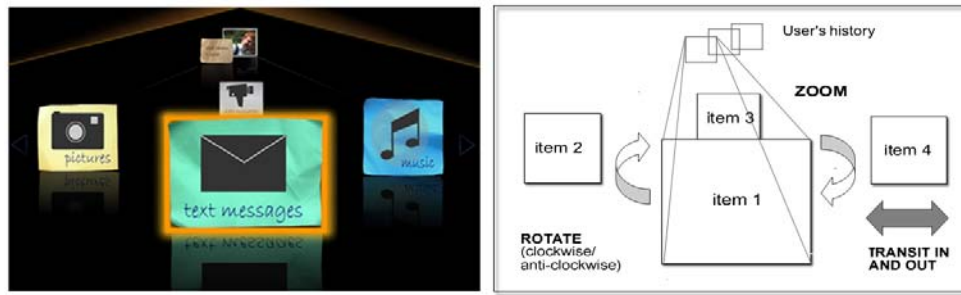 pictures
text messages
music
User's history
ZOOM
item 3
item 2
item 4
item 1
ROTATE
(clockwise/
anti-clockwise)
TRANSIT IN
AND OUT